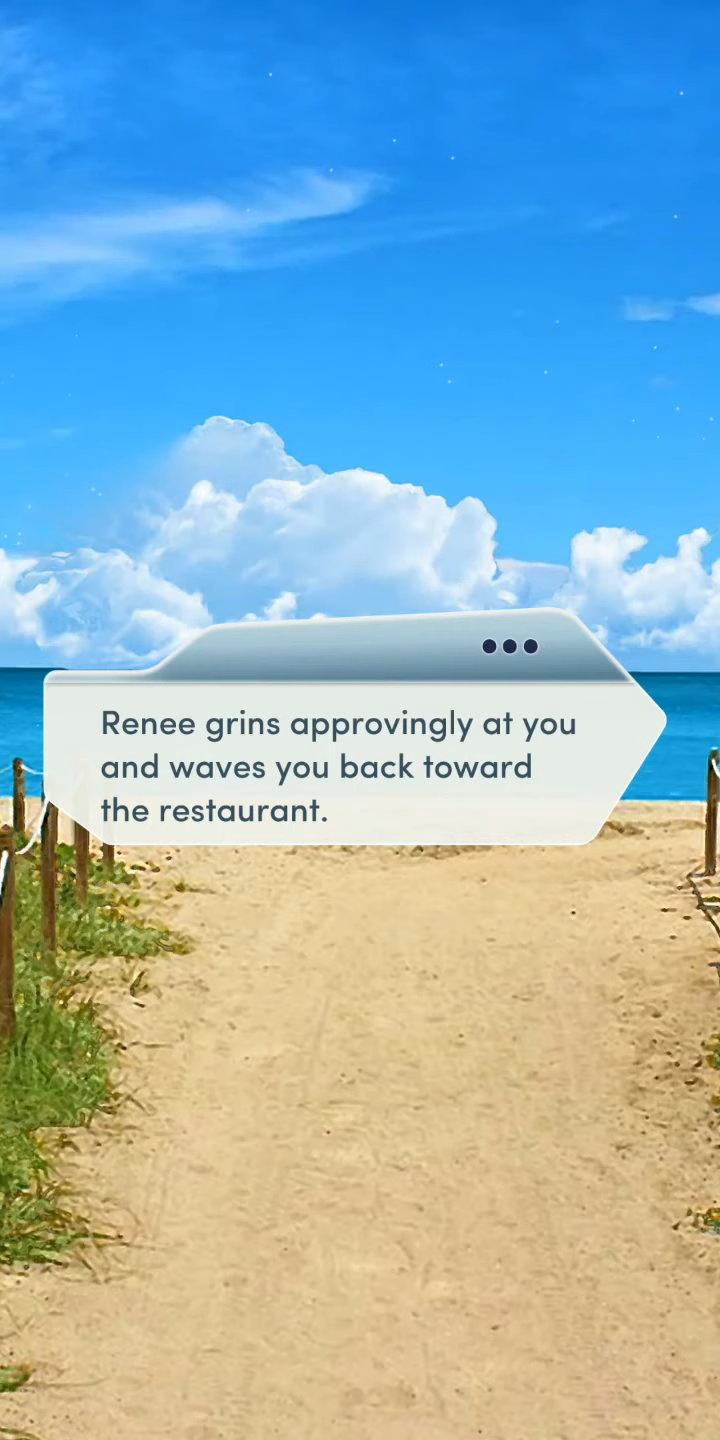 Renee grins approvingly at you
and waves you back toward
the restaurant.